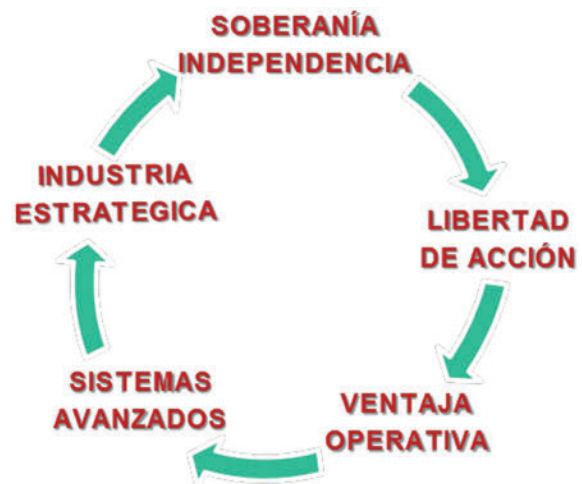 SOBERANÍA
INDEPENDENCIA
LIBERTAD
DE ACCIÓN
VENTAJA
OPERATIVA
SISTEMAS
AVANZADOS
INDUSTRIA
ESTRATEGICA